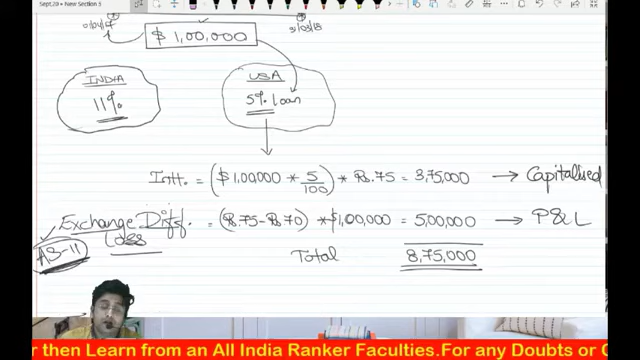 Sept.20 New Section 3
$ 1,00,000
INDIA
11%
USA
5% loan
Intt. = ($1,00,000 * 5/100) * Rs.75 = 3,75,000 → Capitalised
Exchange Diff. = (Rs.75 - Rs.70) * $1,00,000 = 5,00,000 → P&L
Loss
AS-11
Total 8,75,000
r then Learn from an All India Ranker Faculties.For any Doubts or C